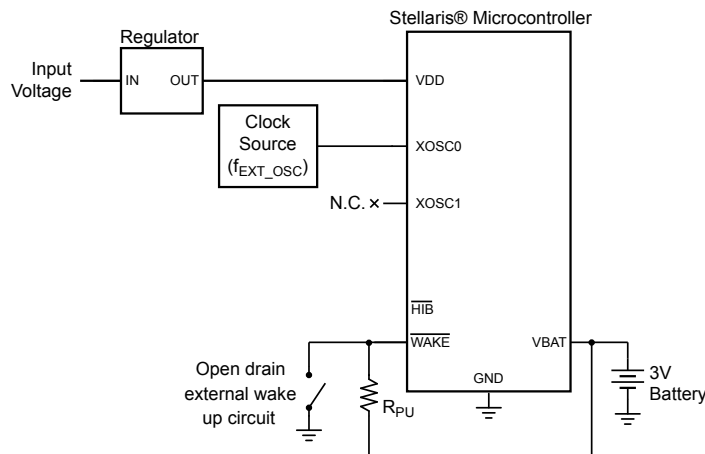 Stellaris® Microcontroller
Regulator
Input
Voltage
IN
OUT
VDD
Clock
Source
(fEXT_OSC)
XOSC0
N.C.
XOSC1
HIB
WAKE
VBAT
Open drain
external wake
up circuit
RPU
GND
3V
Battery